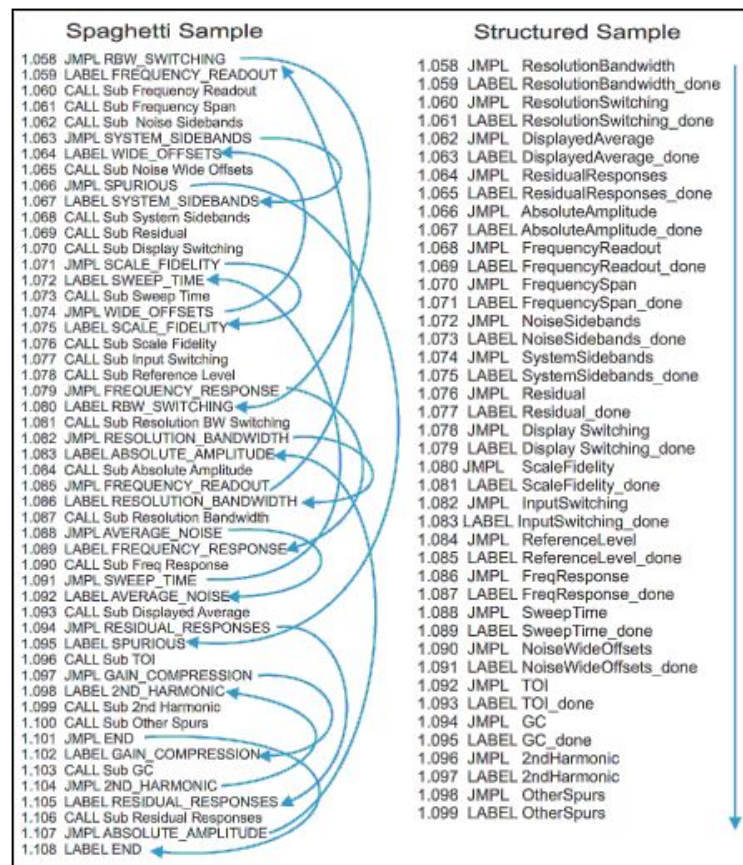 Spaghetti Sample
1.058 JMPL RBW_SWITCHING
1.059 LABEL FREQUENCY_READOUT
1.060 CALL Sub Frequency Readout
1.061 CALL Sub Frequency Span
1.062 CALL Sub Noise Sidebands
1.063 JMPL SYSTEM_SIDEBANDS
1.064 LABEL WIDE_OFFSETS
1.065 CALL Sub Noise Wide Offsets
1.066 JMPL SPURIOUS
1.067 LABEL SYSTEM_SIDEBANDS
1.068 CALL Sub System Sidebands
1.069 CALL Sub Residual
1.070 CALL Sub Display Switching
1.071 JMPL SCALE_FIDELITY
1.072 LABEL SWEEP_TIME
1.073 CALL Sub Sweep Time
1.074 JMPL WIDE_OFFSETS
1.075 LABEL SCALE_FIDELITY
1.076 CALL Sub Scale Fidelity
1.077 CALL Sub Input Switching
1.078 CALL Sub Reference Level
1.079 JMPL FREQUENCY_RESPONSE
1.060 LABEL RBW_SWITCHING
1.081 CALL Sub Resolution BW Switching
1.082 JMPL RESOLUTION_BANDWIDTH
1.083 LABEL ABSOLUTE_AMPLITUDE
1.064 CALL Sub Absolute Amplitude
1.085 JMPL FREQUENCY_READOUT
1.086 LABEL RESOLUTION_BANDWIDTH
1.087 CALL Sub Resolution Bandwidth
1.088 JMPL AVERAGE_NOISE
1.089 LABEL FREQUENCY_RESPONSE
1.090 CALL Sub Freq Response
1.091 JMPL SWEEP_TIME
1.092 LABEL AVERAGE_NOISE
1.093 CALL Sub Displayed Average
1.094 JMPL RESIDUAL_RESPONSES
1.095 LABEL SPURIOUS
1.096 CALL Sub TOI
1.097 JMPL GAIN_COMPRESSION
1.098 LABEL 2ND_HARMONIC
1.099 CALL Sub 2nd Harmonic
1.100 CALL Sub Other Spurs
1.101 JMPL END
1.102 LABEL GAIN_COMPRESSION
1.103 CALL Sub GC
1.104 JMPL 2ND_HARMONIC
1.105 LABEL RESIDUAL_RESPONSES
1.106 CALL Sub Residual Responses
1.107 JMPL ABSOLUTE_AMPLITUDE
1.108 LABEL END
Structured Sample
1.058 JMPL ResolutionBandwidth
1.059 LABEL ResolutionBandwidth_done
1.060 JMPL ResolutionSwitching
1.061 LABEL ResolutionSwitching_done
1.062 JMPL DisplayedAverage
1.063 LABEL DisplayedAverage_done
1.064 JMPL ResidualResponses
1.065 LABEL ResidualResponses_done
1.066 JMPL AbsoluteAmplitude
1.067 LABEL AbsoluteAmplitude_done
1.068 JMPL FrequencyReadout
1.069 LABEL FrequencyReadout_done
1.070 JMPL FrequencySpan
1.071 LABEL FrequencySpan_done
1.072 JMPL NoiseSidebands
1.073 LABEL NoiseSidebands_done
1.074 JMPL SystemSidebands
1.075 LABEL SystemSidebands_done
1.076 JMPL Residual
1.077 LABEL Residual_done
1.078 JMPL Display Switching
1.079 LABEL Display Switching_done
1.080 JMPL ScaleFidelity
1.081 LABEL ScaleFidelity_done
1.082 JMPL InputSwitching
1.083 LABEL InputSwitching_done
1.084 JMPL ReferenceLevel
1.085 LABEL ReferenceLevel_done
1.086 JMPL FreqResponse
1.087 LABEL FreqResponse_done
1.088 JMPL SweepTime
1.089 LABEL SweepTime_done
1.090 JMPL NoiseWideOffsets
1.091 LABEL NoiseWideOffsets_done
1.092 JMPL TOI
1.093 LABEL TOI_done
1.094 JMPL GC
1.095 LABEL GC_done
1.096 JMPL 2ndHarmonic
1.097 LABEL 2ndHarmonic
1.098 JMPL OtherSpurs
1.099 LABEL OtherSpurs